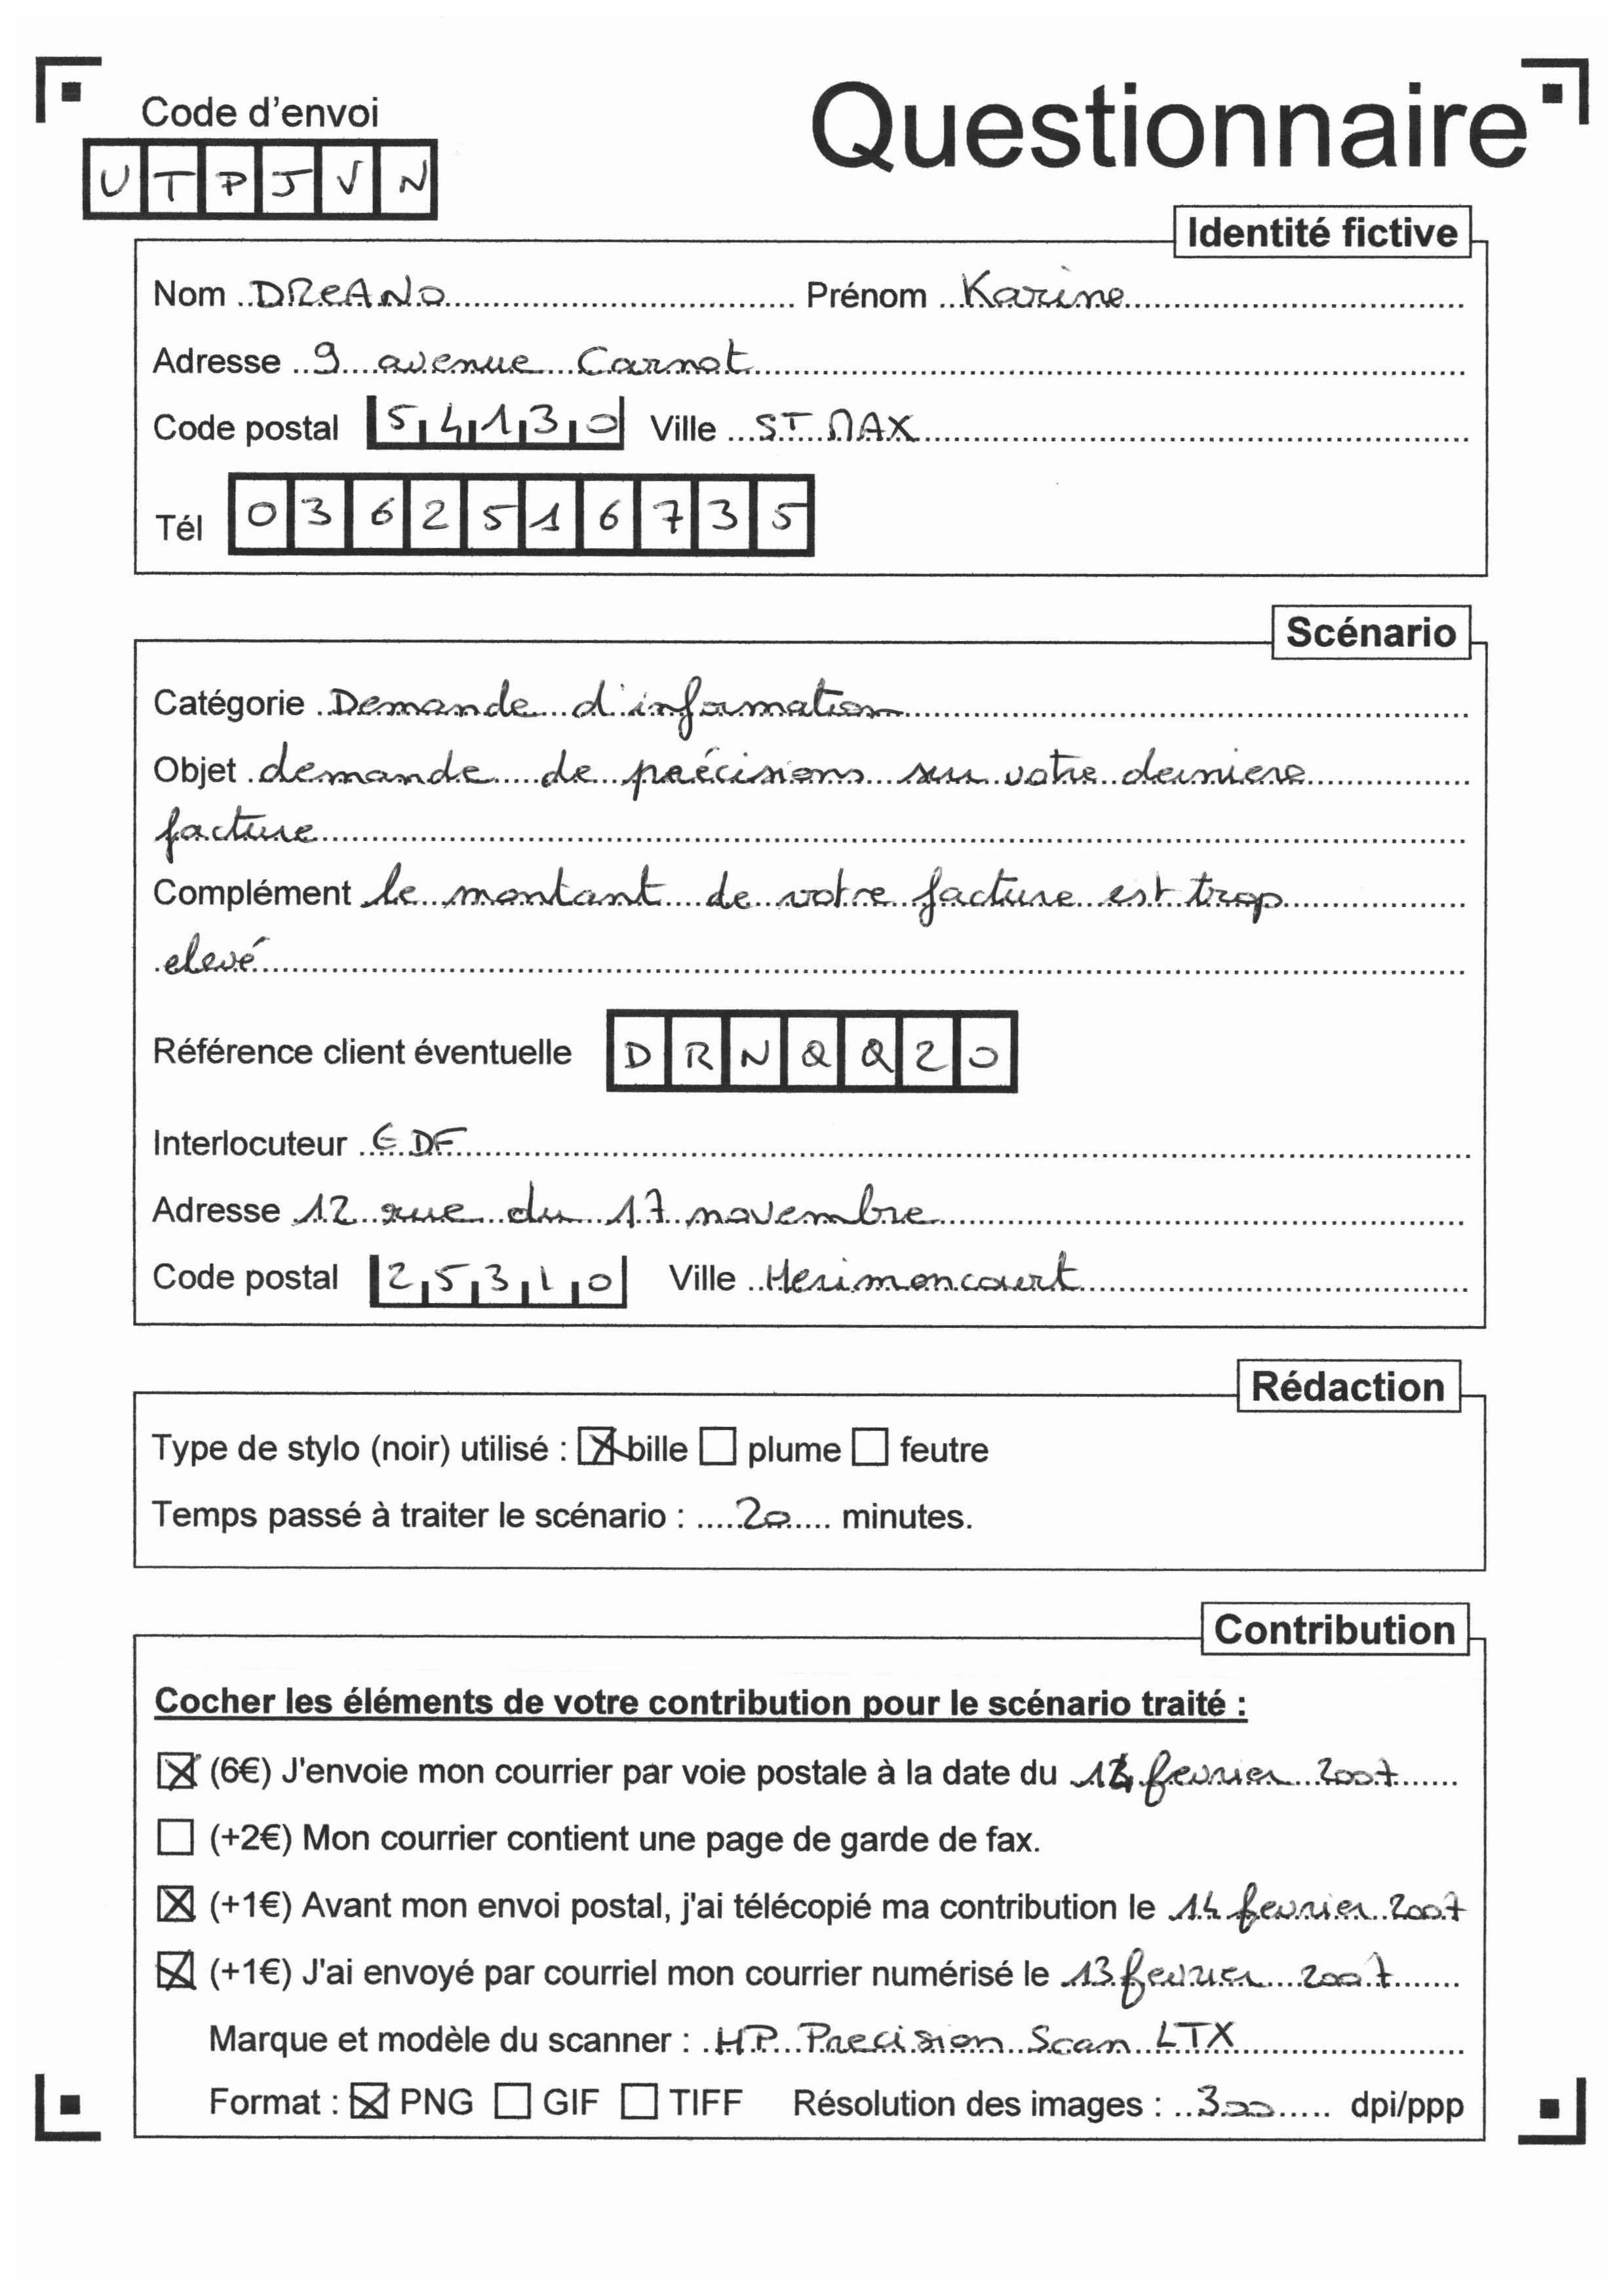 Code d'envoi
Questionnaire
U T P J V N
Identité fictive
Nom DREANO Prénom Karine
Adresse 9 avenue Carnot
Code postal 54130 Ville ST MAX
Tél 0362516735
Scénario
Catégorie Demande d'information
Objet demande de précisions sur votre derniere
facture
Complément le montant de votre facture est trop
elevé
Référence client éventuelle D R N Q Q 2 0
Interlocuteur EDF
Adresse 12 rue du 17 novembre
Code postal 25310 Ville Herimoncourt
Rédaction
Type de stylo (noir) utilisé : bille plume feutre
Temps passé à traiter le scénario : 20 minutes.
Contribution
Cocher les éléments de votre contribution pour le scénario traité :
(6€) J'envoie mon courrier par voie postale à la date du fevrier 2007
(+2€) Mon courrier contient une page de garde de fax.
(+1€) Avant mon envoi postal, j'ai télécopié ma contribution le 14 fevrier 2007
(+1€) J'ai envoyé par courriel mon courrier numérisé le 13 fevrier 2007
Marque et modèle du scanner : HP Precision Scan LTX
Format : PNG GIF TIFF Résolution des images : 300 dpi/ppp